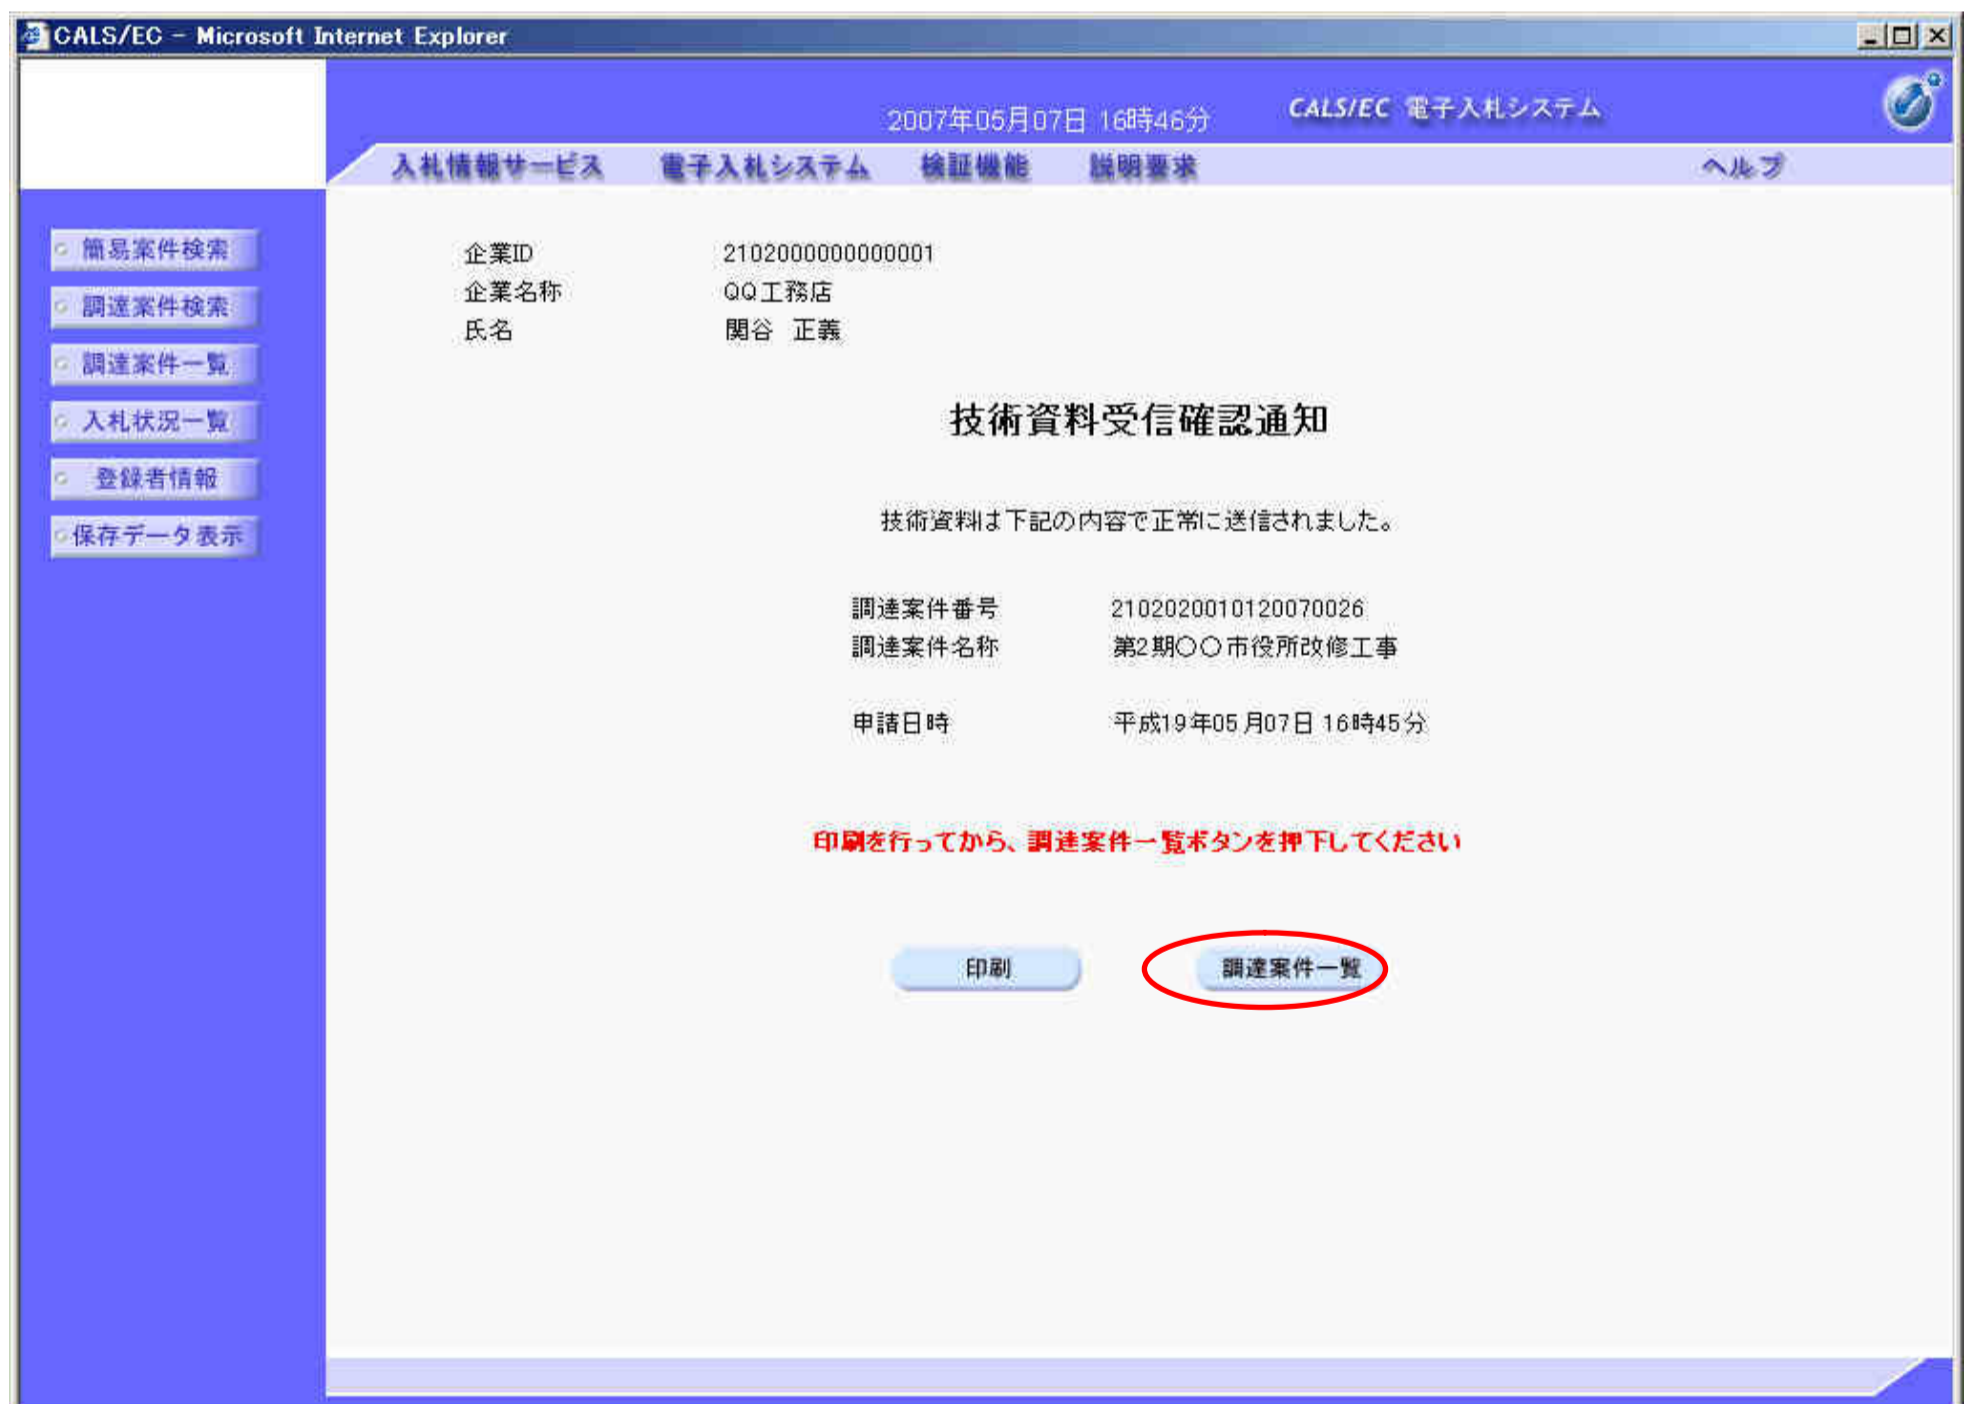 CALS/EC - Microsoft Internet Explorer
2007年05月07日 16時46分 CALS/EC 電子入札システム
入札情報サービス 電子入札システム 検証機能 説明要求 ヘルプ
簡易案件検索
調達案件検索
調達案件一覧
入札状況一覧
登録者情報
保存データ表示
企業ID 2102000000000001
企業名称 QQ工務店
氏名 関谷 正義
技術資料受信確認通知
技術資料は下記の内容で正常に送信されました。
調達案件番号 2102020010120070026
調達案件名称 第2期〇〇市役所改修工事
申請日時 平成19年05月07日 16時45分
印刷を行ってから、調達案件一覧ボタンを押下してください
印刷 調達案件一覧